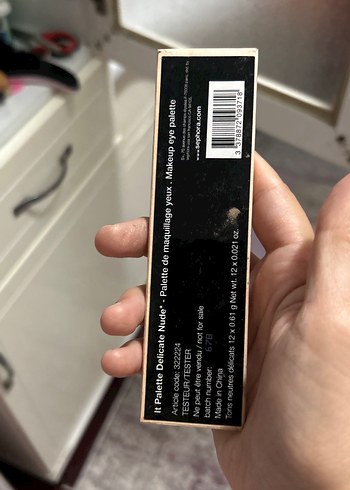 It Palette Delicate Nude* - Palette de maquillage yeux . Makeup eye palette
Article code: 322224
TESTEUR/TESTER
Ne peut être vendu / not for sale
batch number:
Made in China
Tons neutres délicats 12 x 0.61 g Net wt. 12 x 0.021 oz.
www.sephora.com
3 378872 093718